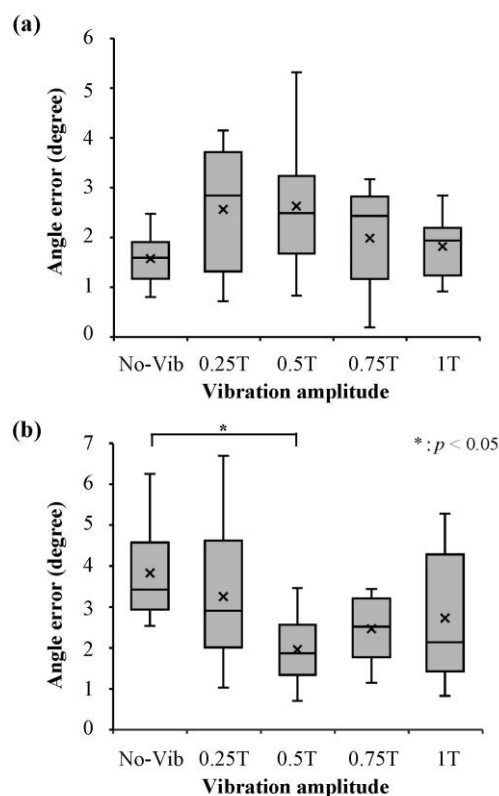 (a)
Angle error (degree)
6
5
4
3
2
1
0
No-Vib 0.25T 0.5T 0.75T 1T
Vibration amplitude
(b)
Angle error (degree)
7
6
5
4
3
2
1
0
*
* : p < 0.05
No-Vib 0.25T 0.5T 0.75T 1T
Vibration amplitude